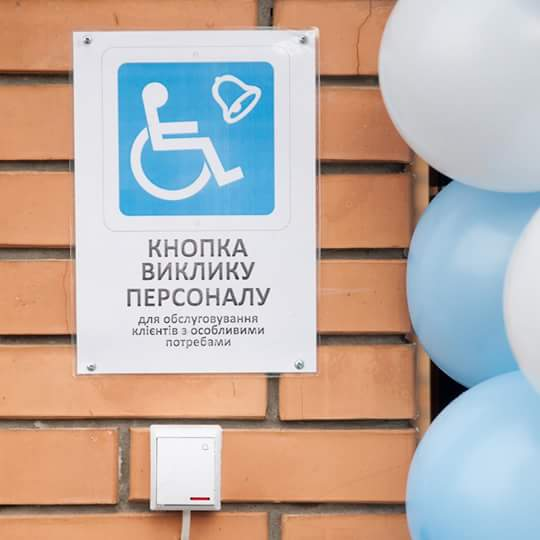 КНОПКА
ВИКЛИКУ
ПЕРСОНАЛУ
для обслуговування
клієнтів з особливими
потребами